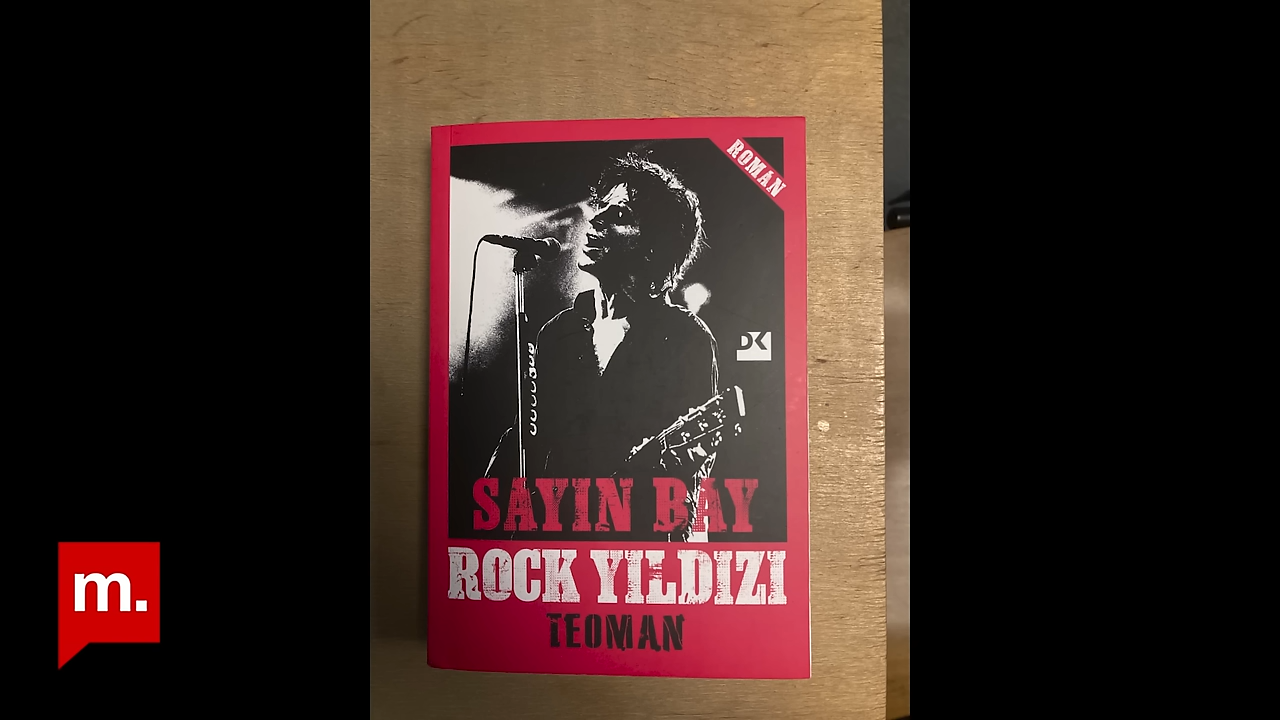 ROMAN
DK
SAYIN BAY
ROCK YILDIZI
TEOMAN
m.